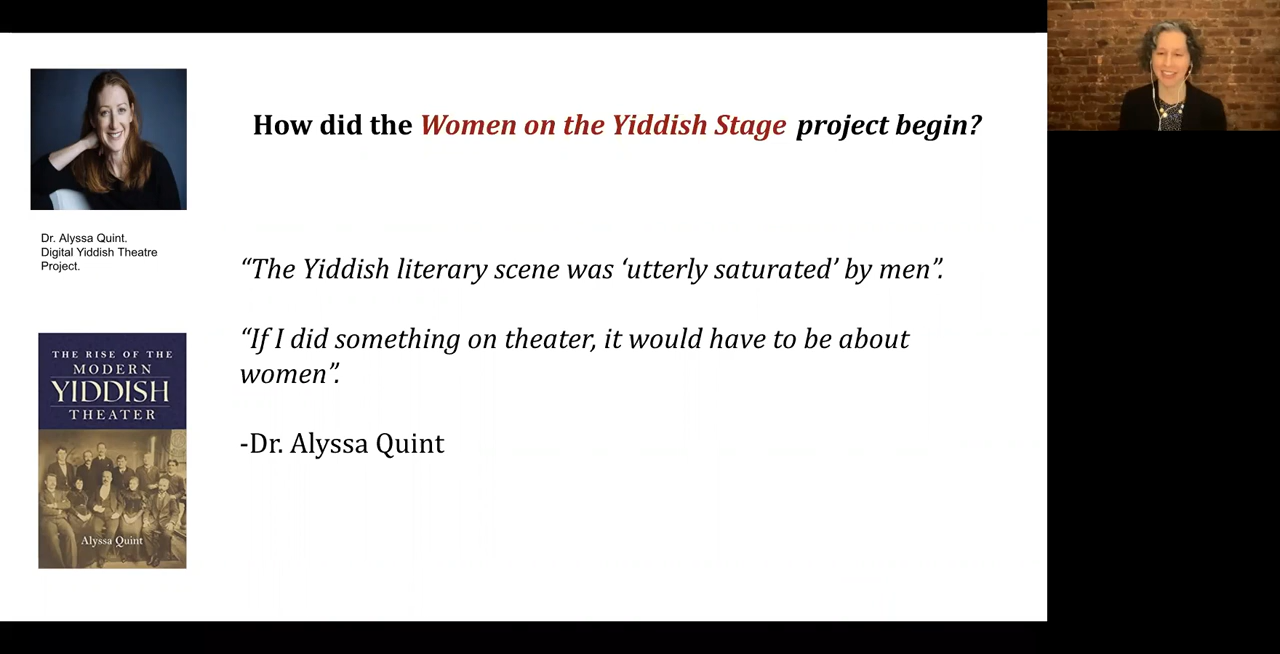 How did the Women on the Yiddish Stage project begin?
Dr. Alyssa Quint.
Digital Yiddish Theatre
Project.
“The Yiddish literary scene was ‘utterly saturated’ by men”.
“If I did something on theater, it would have to be about
women”.
-Dr. Alyssa Quint
THE RISE OF THE
MODERN
YIDDISH
THEATER
Alyssa Quint